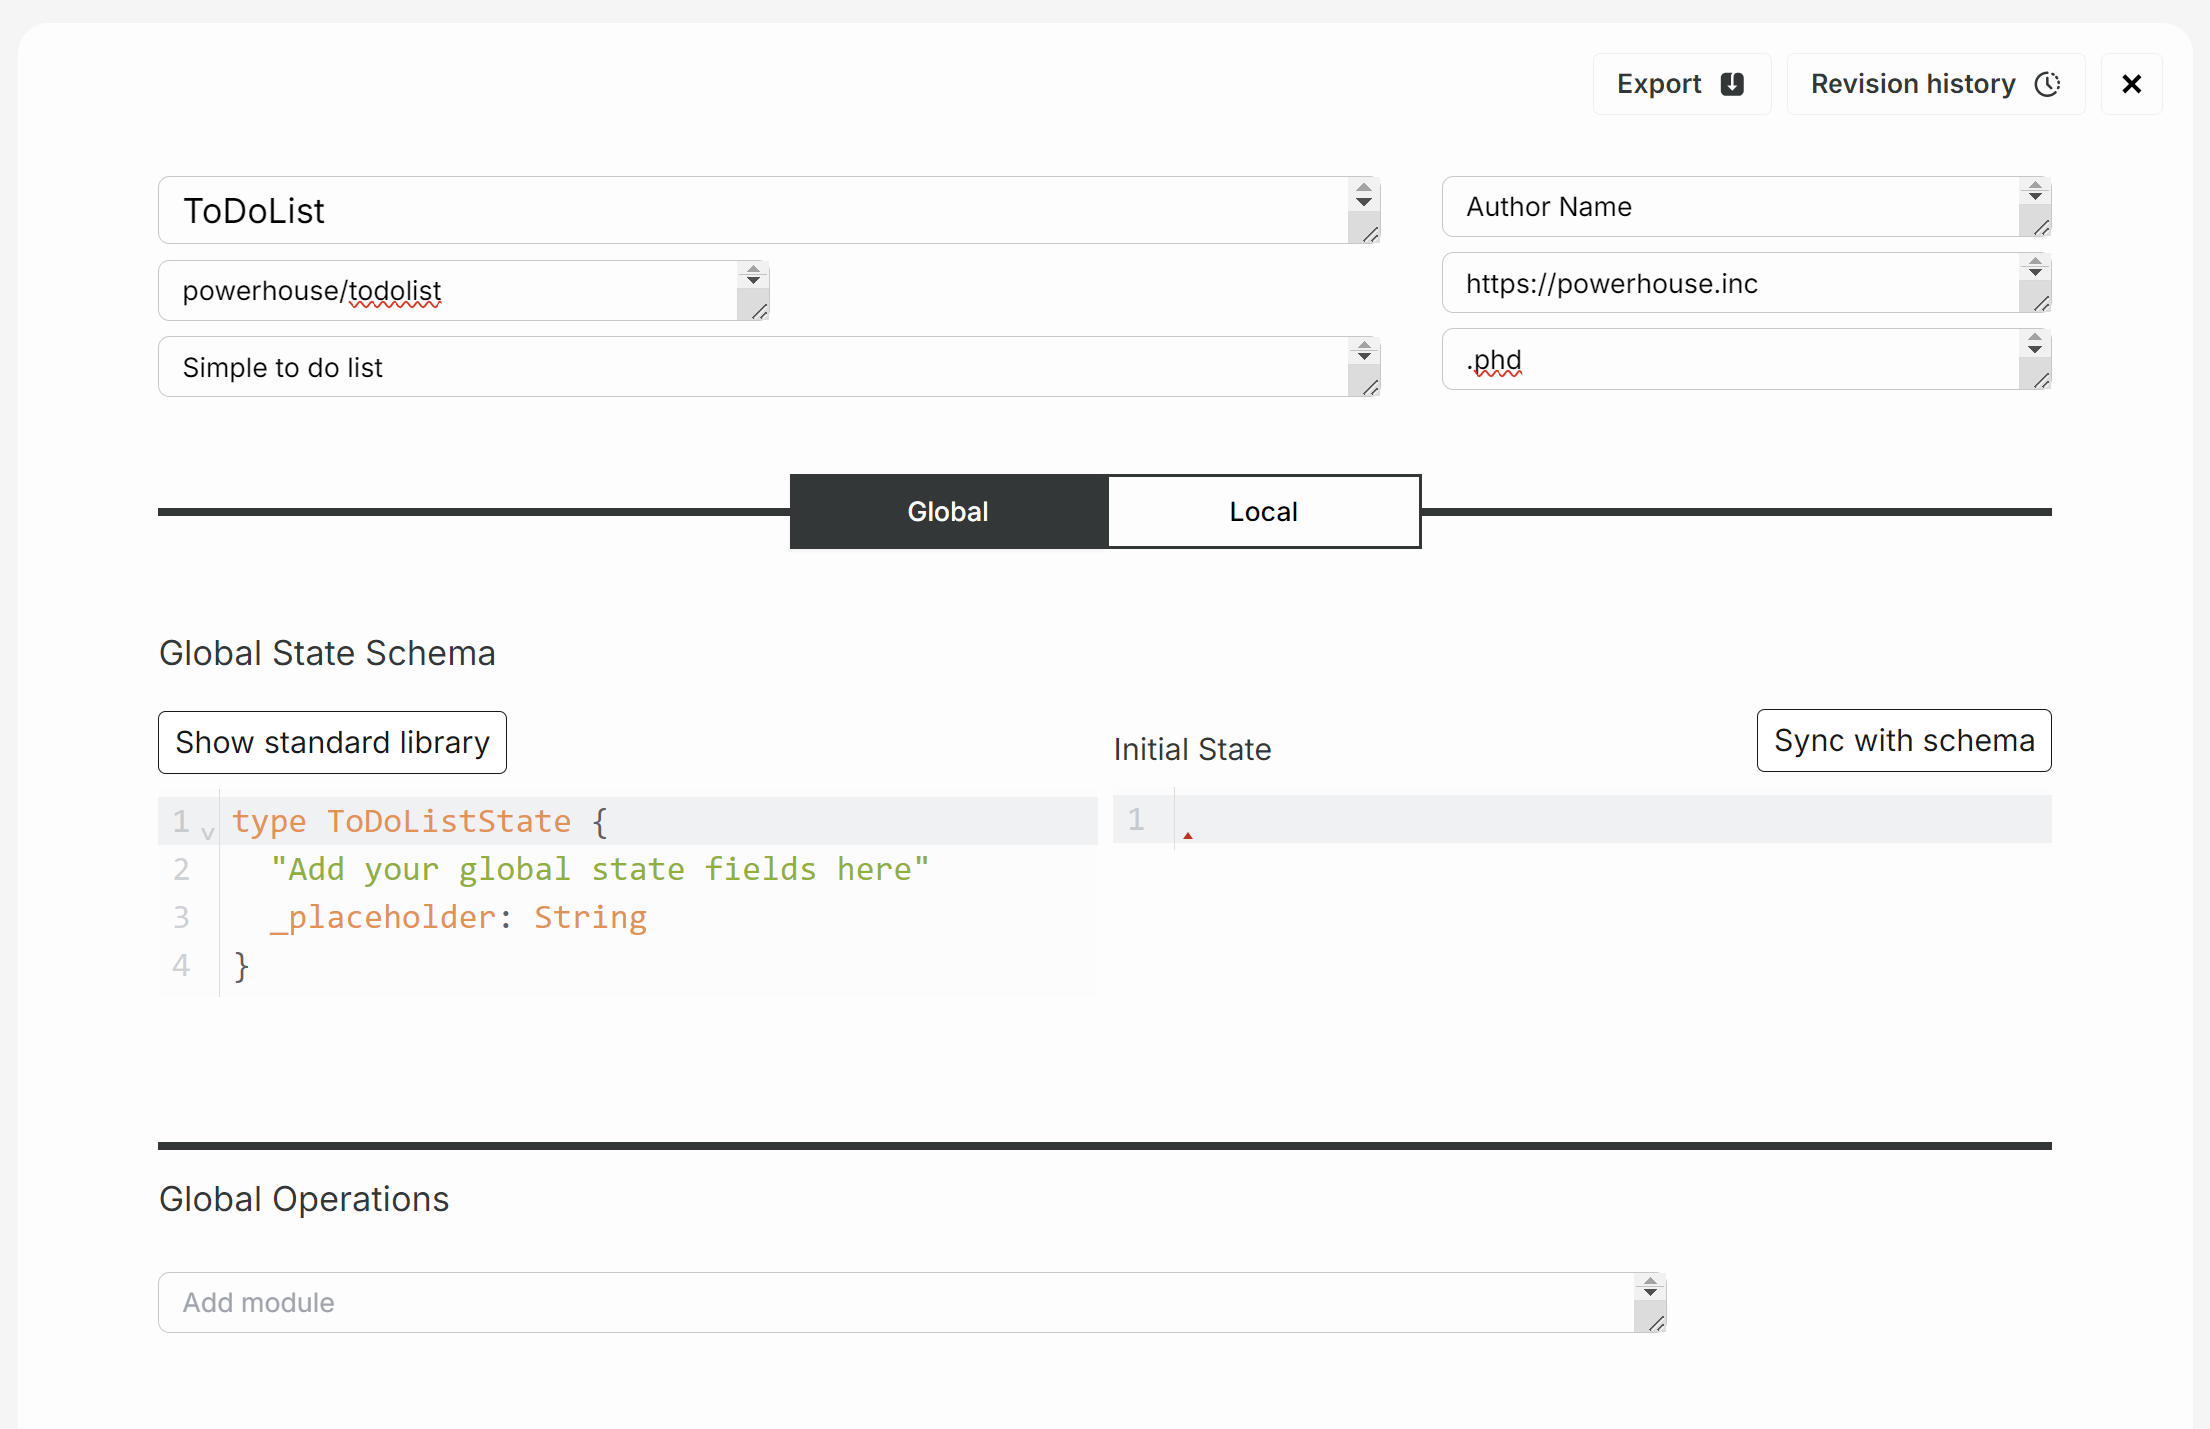 Export
Revision history
ToDoList
powerhouse/todolist
Simple to do list
Author Name
https://powerhouse.inc
.phd
Global
Local
Global State Schema
Show standard library
1 type ToDoListState {
2 "Add your global state fields here"
3 _placeholder: String
4 }
Initial State
Sync with schema
1
Global Operations
Add module